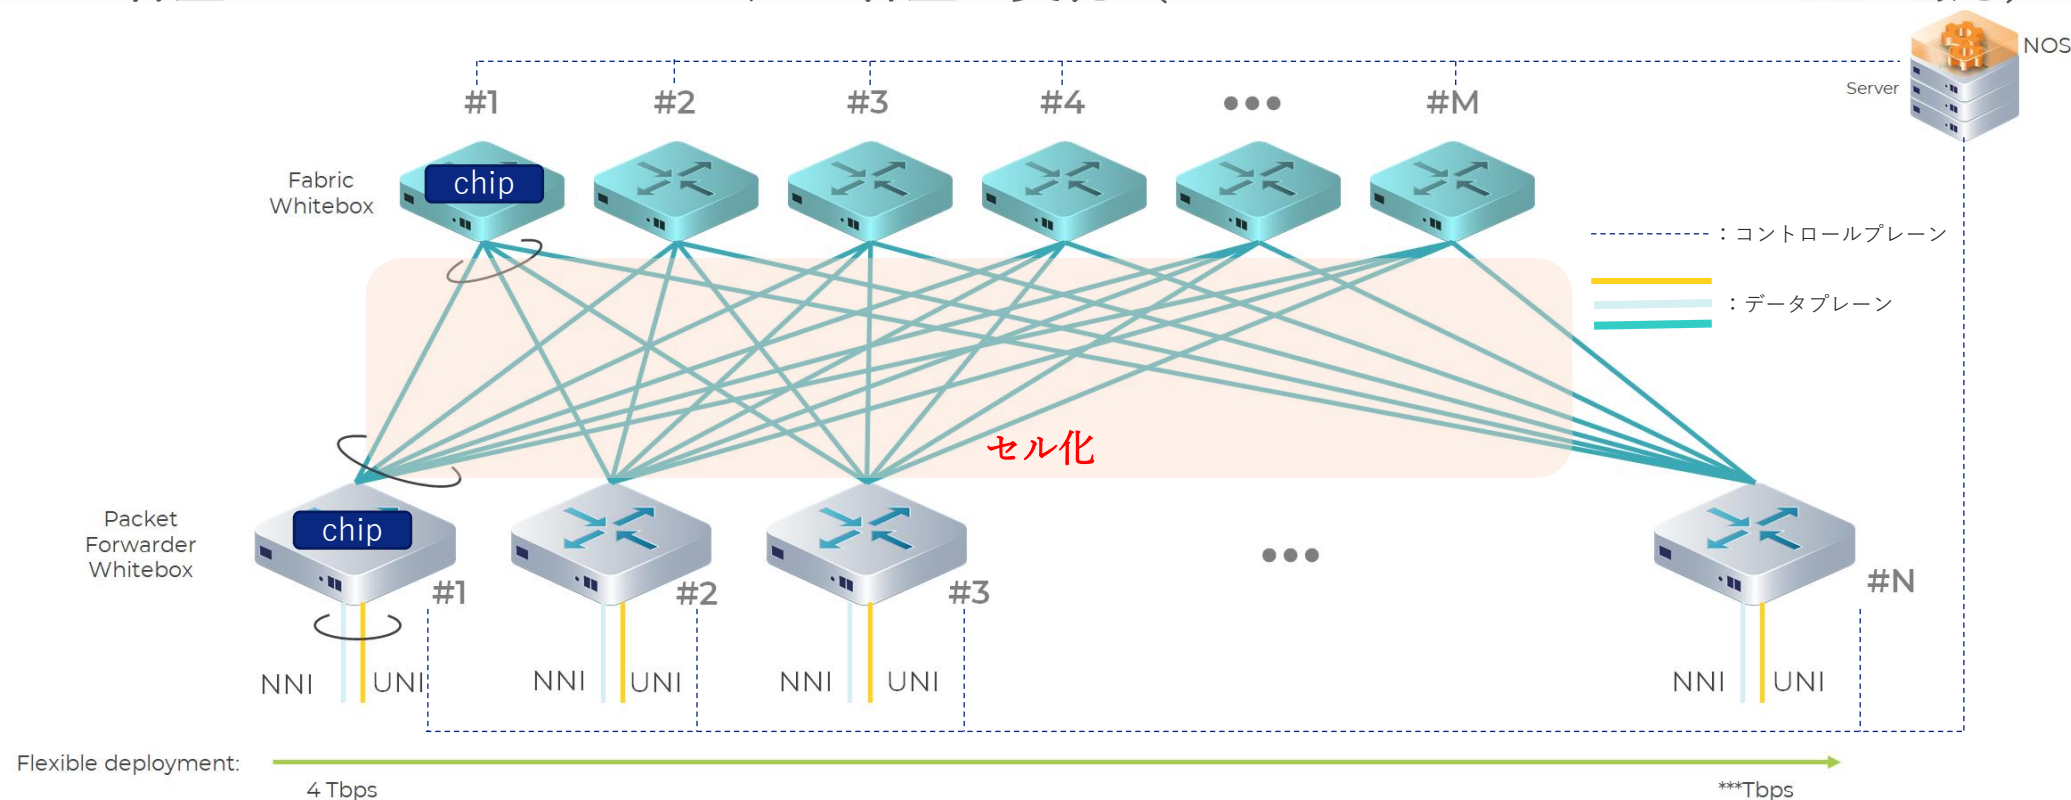 NOS
Server
#1
#2
#3
#4
•••
#M
Fabric
Whitebox
chip
：コントロールプレーン
：データプレーン
セル化
Packet
Forwarder
Whitebox
chip
#1
#2
#3
•••
#N
NNI
UNI
NNI
UNI
NNI
UNI
NNI
UNI
Flexible deployment:
4 Tbps
***Tbps